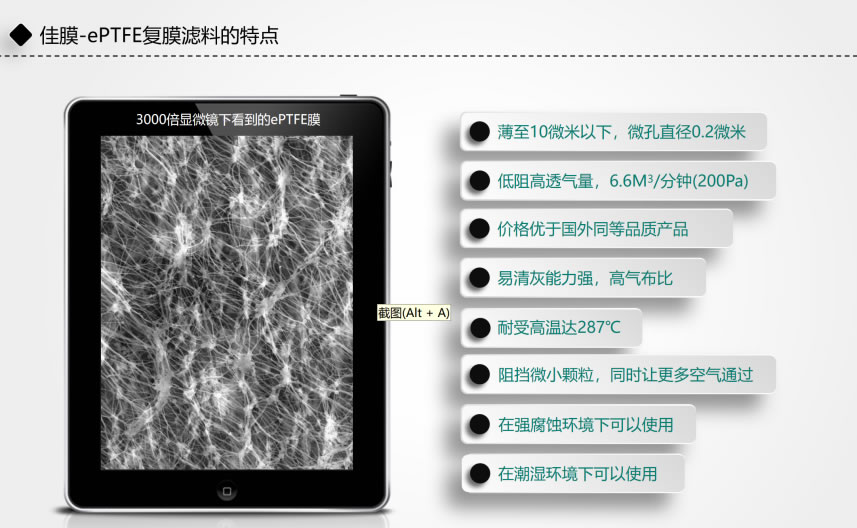 佳膜-ePTFE复膜滤料的特点
3000倍显微镜下看到的ePTFE膜
薄至10微米以下，微孔直径0.2微米
低阻高透气量，6.6M³/分钟(200Pa)
价格优于国外同等品质产品
易清灰能力强，高气布比
截图(Alt + A)
耐受高温达287℃
阻挡微小颗粒，同时让更多空气通过
在强腐蚀环境下可以使用
在潮湿环境下可以使用